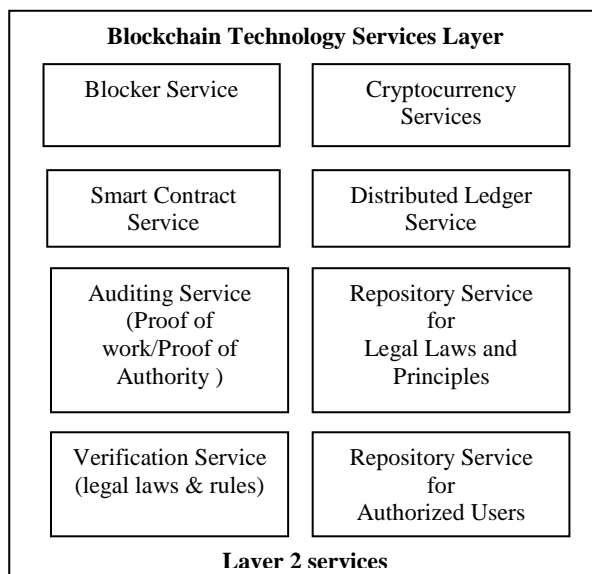 Blockchain Technology Services Layer
Blocker Service
Cryptocurrency
Services
Smart Contract
Service
Distributed Ledger
Service
Auditing Service
(Proof of
work/Proof of
Authority )
Repository Service
for
Legal Laws and
Principles
Verification Service
(legal laws & rules)
Repository Service
for
Authorized Users
Layer 2 services